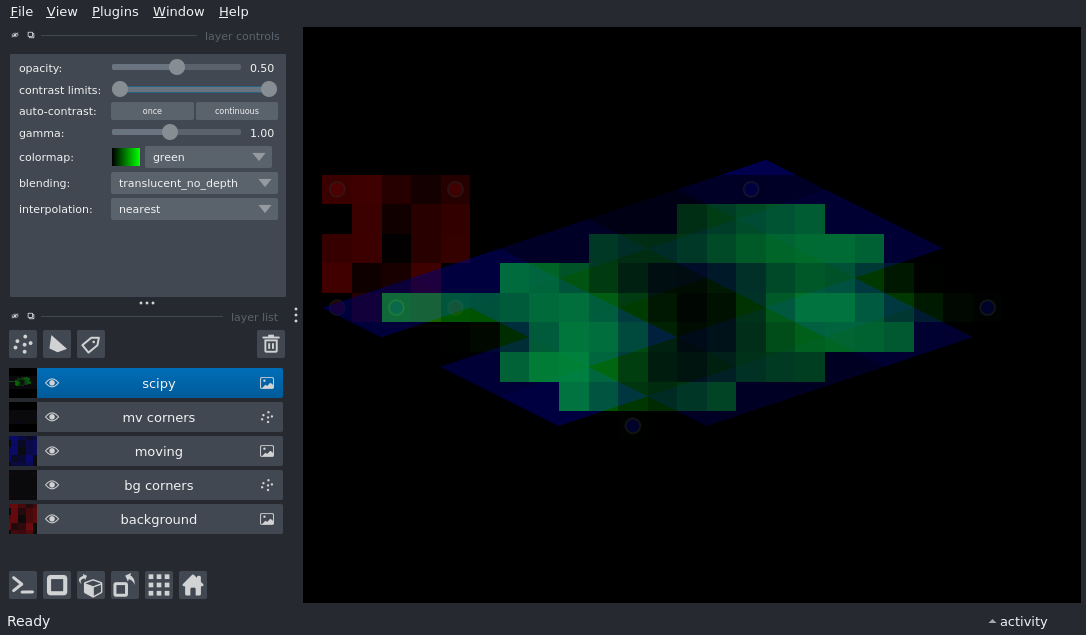 File View Plugins Window Help
layer controls
opacity: 0.50
contrast limits:
auto-contrast: once continuous
gamma: 1.00
colormap: green
blending: translucent_no_depth
interpolation: nearest
layer list
scipy
mv corners
moving
bg corners
background
Ready
activity